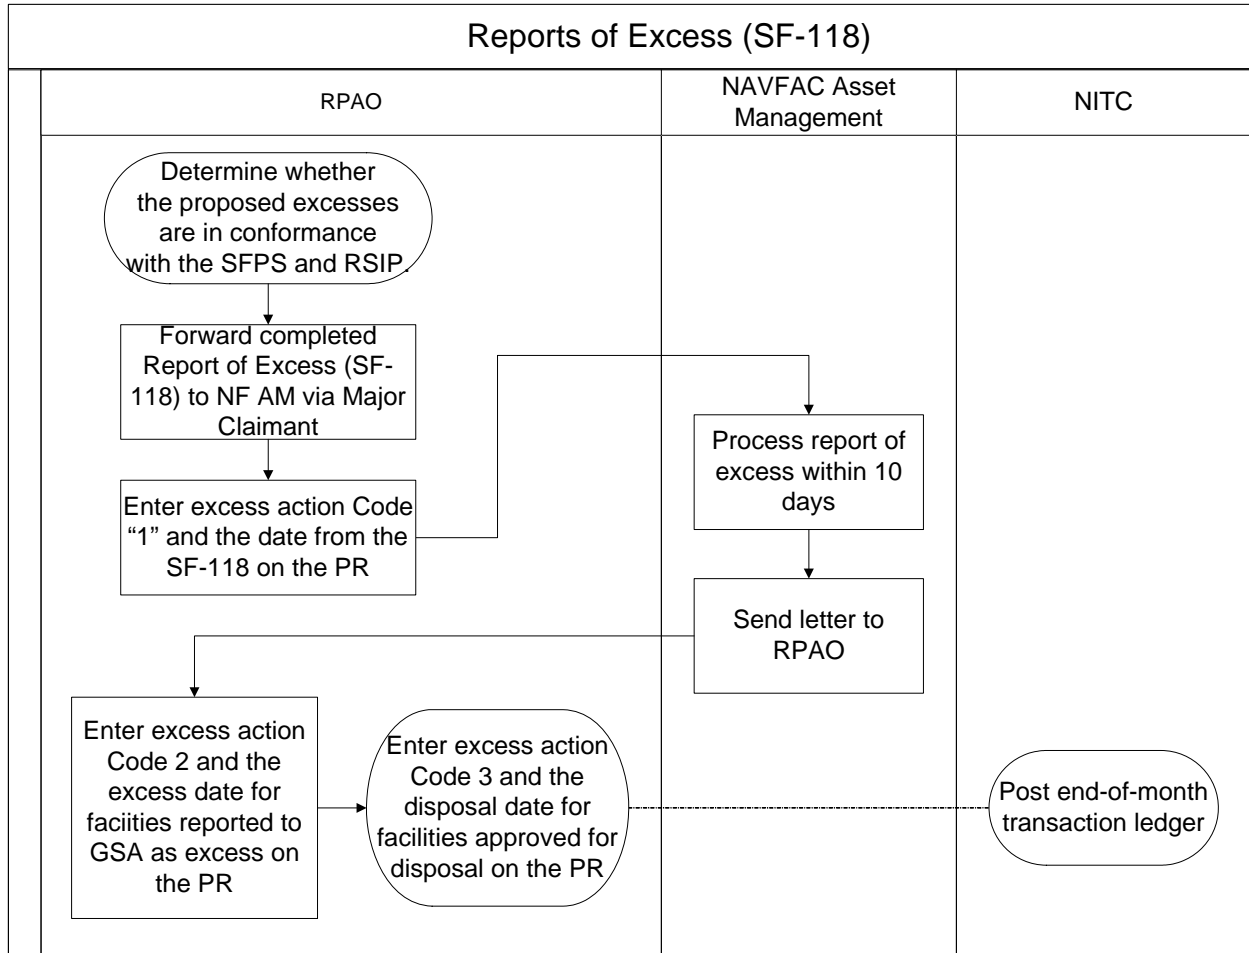 Reports of Excess (SF-118)
RPAO
NAVFAC Asset
Management
NITC
Determine whether
the proposed excesses
are in conformance
with the SFPS and RSIP.
Forward completed
Report of Excess (SF-
118) to NF AM via Major
Claimant
Enter excess action Code
“1” and the date from the
SF-118 on the PR
Process report of
excess within 10
days
Send letter to
RPAO
Enter excess action
Code 2 and the
excess date for
faciities reported to
GSA as excess on
the PR
Enter excess action
Code 3 and the
disposal date for
facilities approved for
disposal on the PR
Post end-of-month
transaction ledger